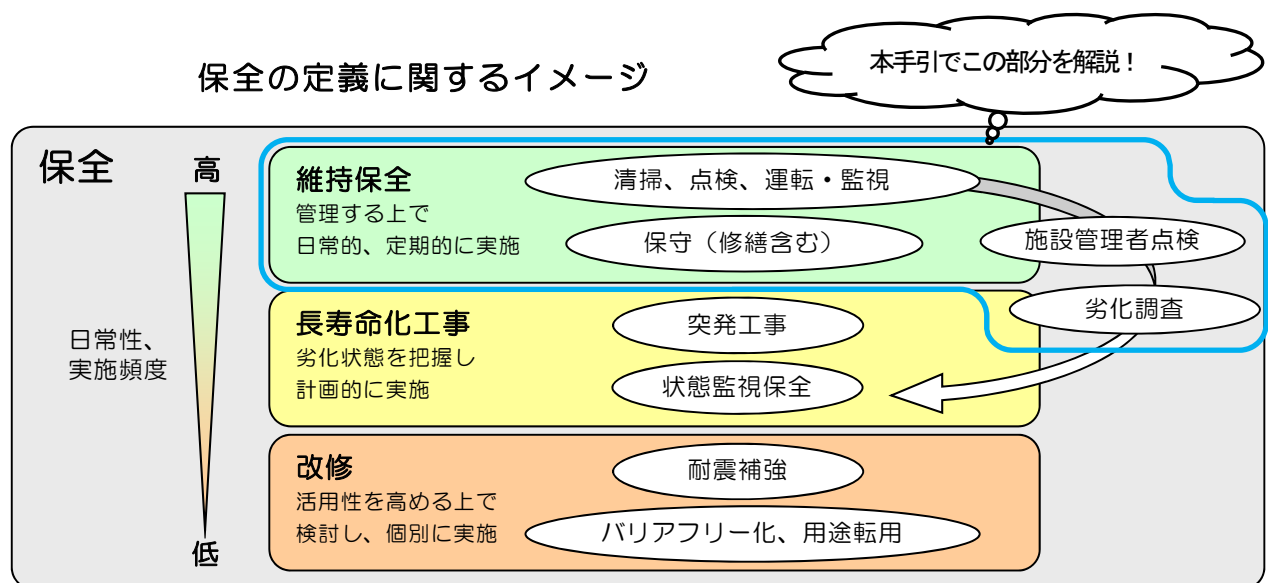 保全の定義に関するイメージ
本手引でこの部分を解説！
保全
高
日常性、
実施頻度
低
維持保全
管理する上で
日常的、定期的に実施
清掃、点検、運転・監視
保守（修繕含む）
施設管理者点検
劣化調査
長寿命化工事
劣化状態を把握し
計画的に実施
突発工事
状態監視保全
改修
活用性を高める上で
検討し、個別に実施
耐震補強
バリアフリー化、用途転用